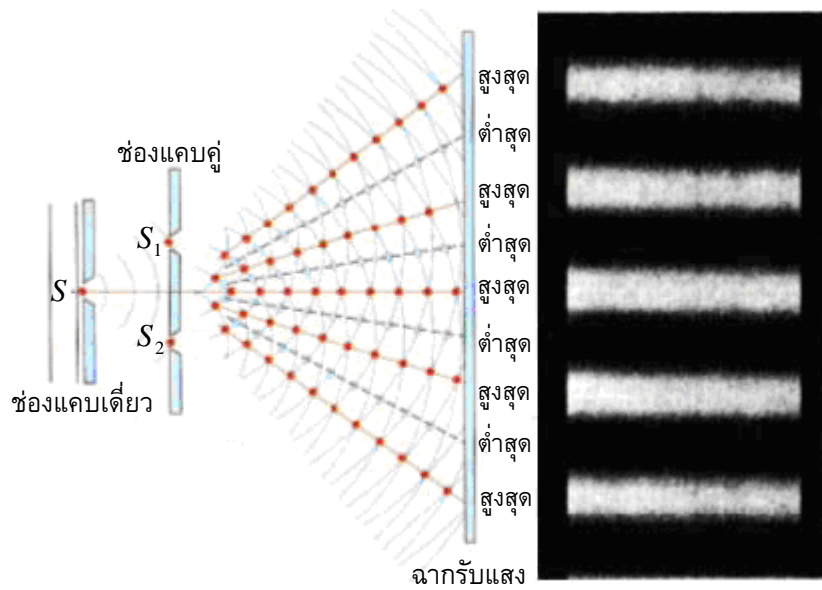 ช่องแคบคู่
S₁
S
S₂
ช่องแคบเดี่ยว
สูงสุด
ต่ำสุด
สูงสุด
ต่ำสุด
สูงสุด
ต่ำสุด
สูงสุด
ต่ำสุด
สูงสุด
ฉากรับแสง